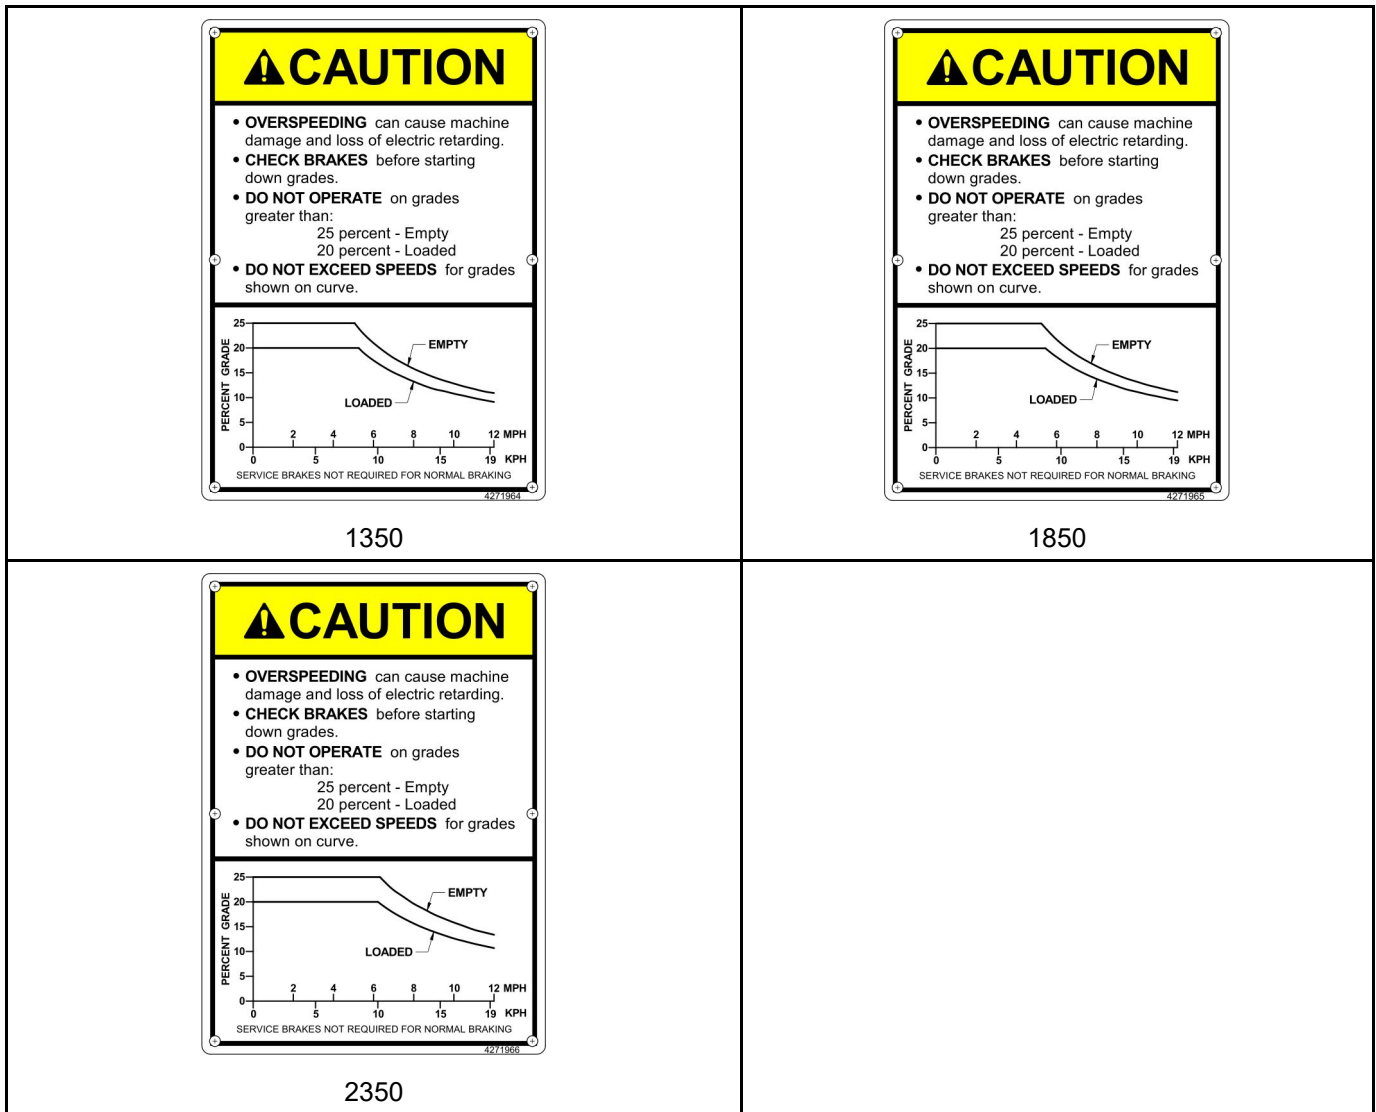 CAUTION
• OVERSPEEDING can cause machine
damage and loss of electric retarding.
• CHECK BRAKES before starting
down grades.
• DO NOT OPERATE on grades
greater than:
25 percent - Empty
20 percent - Loaded
• DO NOT EXCEED SPEEDS for grades
shown on curve.
PERCENT GRADE
25
20
15
10
5
0
EMPTY
LOADED
2 4 6 8 10 12 MPH
0 5 10 15 19 KPH
SERVICE BRAKES NOT REQUIRED FOR NORMAL BRAKING
4271964
1350
CAUTION
• OVERSPEEDING can cause machine
damage and loss of electric retarding.
• CHECK BRAKES before starting
down grades.
• DO NOT OPERATE on grades
greater than:
25 percent - Empty
20 percent - Loaded
• DO NOT EXCEED SPEEDS for grades
shown on curve.
PERCENT GRADE
25
20
15
10
5
0
EMPTY
LOADED
2 4 6 8 10 12 MPH
0 5 10 15 19 KPH
SERVICE BRAKES NOT REQUIRED FOR NORMAL BRAKING
4271965
1850
CAUTION
• OVERSPEEDING can cause machine
damage and loss of electric retarding.
• CHECK BRAKES before starting
down grades.
• DO NOT OPERATE on grades
greater than:
25 percent - Empty
20 percent - Loaded
• DO NOT EXCEED SPEEDS for grades
shown on curve.
PERCENT GRADE
25
20
15
10
5
0
EMPTY
LOADED
2 4 6 8 10 12 MPH
0 5 10 15 19 KPH
SERVICE BRAKES NOT REQUIRED FOR NORMAL BRAKING
4271966
2350